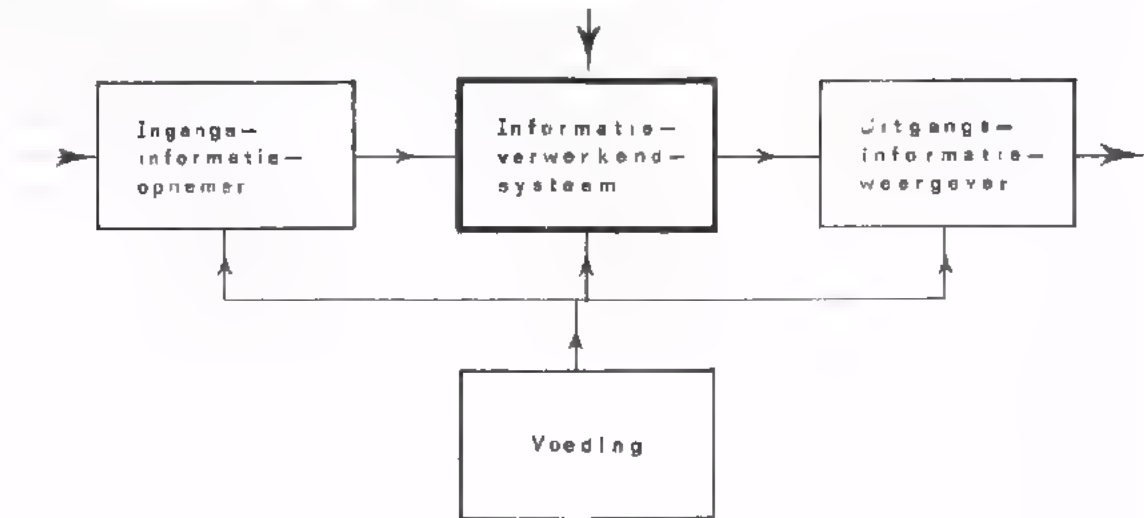 Ingangs-
informatie-
opnemer
Informatie-
verwerkend-
systeem
Uitgangs-
informatie-
weergever
Voeding